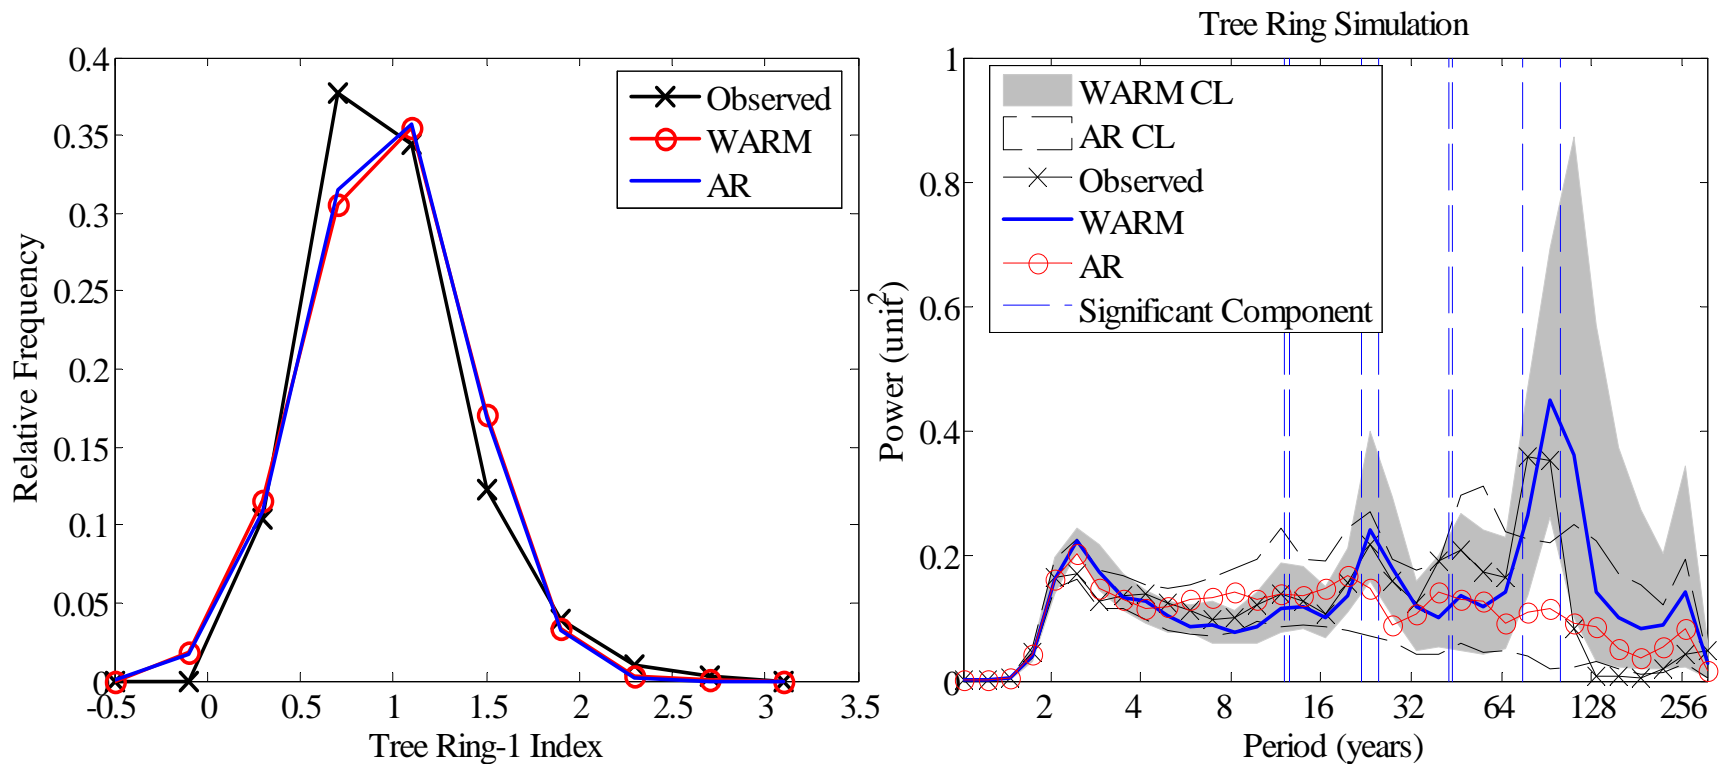 0.4
0.35
0.3
0.25
0.2
0.15
0.1
0.05
0
Relative Frequency
-0.5 0 0.5 1 1.5 2 2.5 3 3.5
Tree Ring-1 Index
Observed
WARM
AR
Tree Ring Simulation
1
0.8
0.6
0.4
0.2
0
Power (unit²)
2 4 8 16 32 64 128 256
Period (years)
WARM CL
AR CL
Observed
WARM
AR
Significant Component